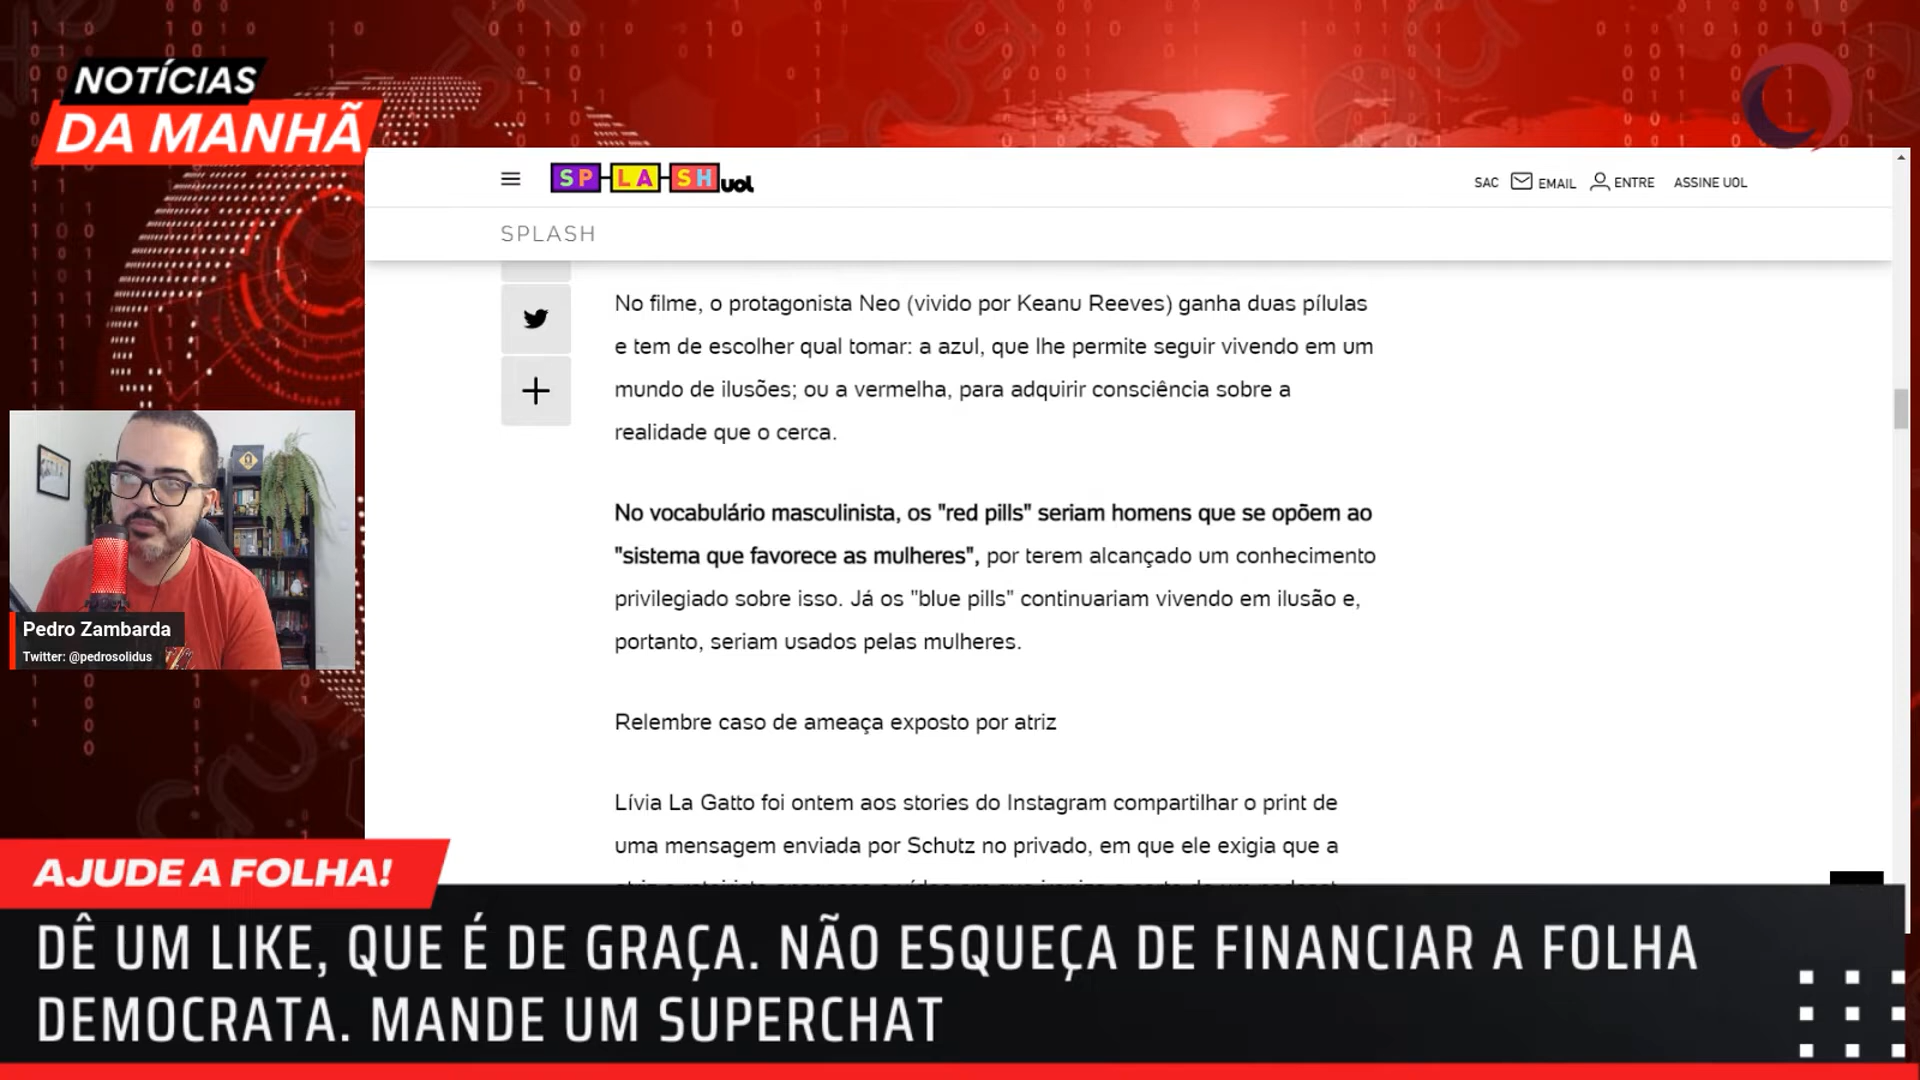 NOTÍCIAS
DA MANHÃ
SPLASH uol
SAC EMAIL ENTRE ASSINE UOL
SPLASH
No filme, o protagonista Neo (vivido por Keanu Reeves) ganha duas pílulas
e tem de escolher qual tomar: a azul, que lhe permite seguir vivendo em um
mundo de ilusões; ou a vermelha, para adquirir consciência sobre a
realidade que o cerca.
No vocabulário masculinista, os "red pills" seriam homens que se opõem ao
"sistema que favorece as mulheres", por terem alcançado um conhecimento
privilegiado sobre isso. Já os "blue pills" continuariam vivendo em ilusão e,
portanto, seriam usados pelas mulheres.
Relembre caso de ameaça exposto por atriz
Lívia La Gatto foi ontem aos stories do Instagram compartilhar o print de
uma mensagem enviada por Schutz no privado, em que ele exigia que a
Pedro Zambarda
Twitter: @pedrosolidus
AJUDE A FOLHA!
DÊ UM LIKE, QUE É DE GRAÇA. NÃO ESQUEÇA DE FINANCIAR A FOLHA
DEMOCRATA. MANDE UM SUPERCHAT